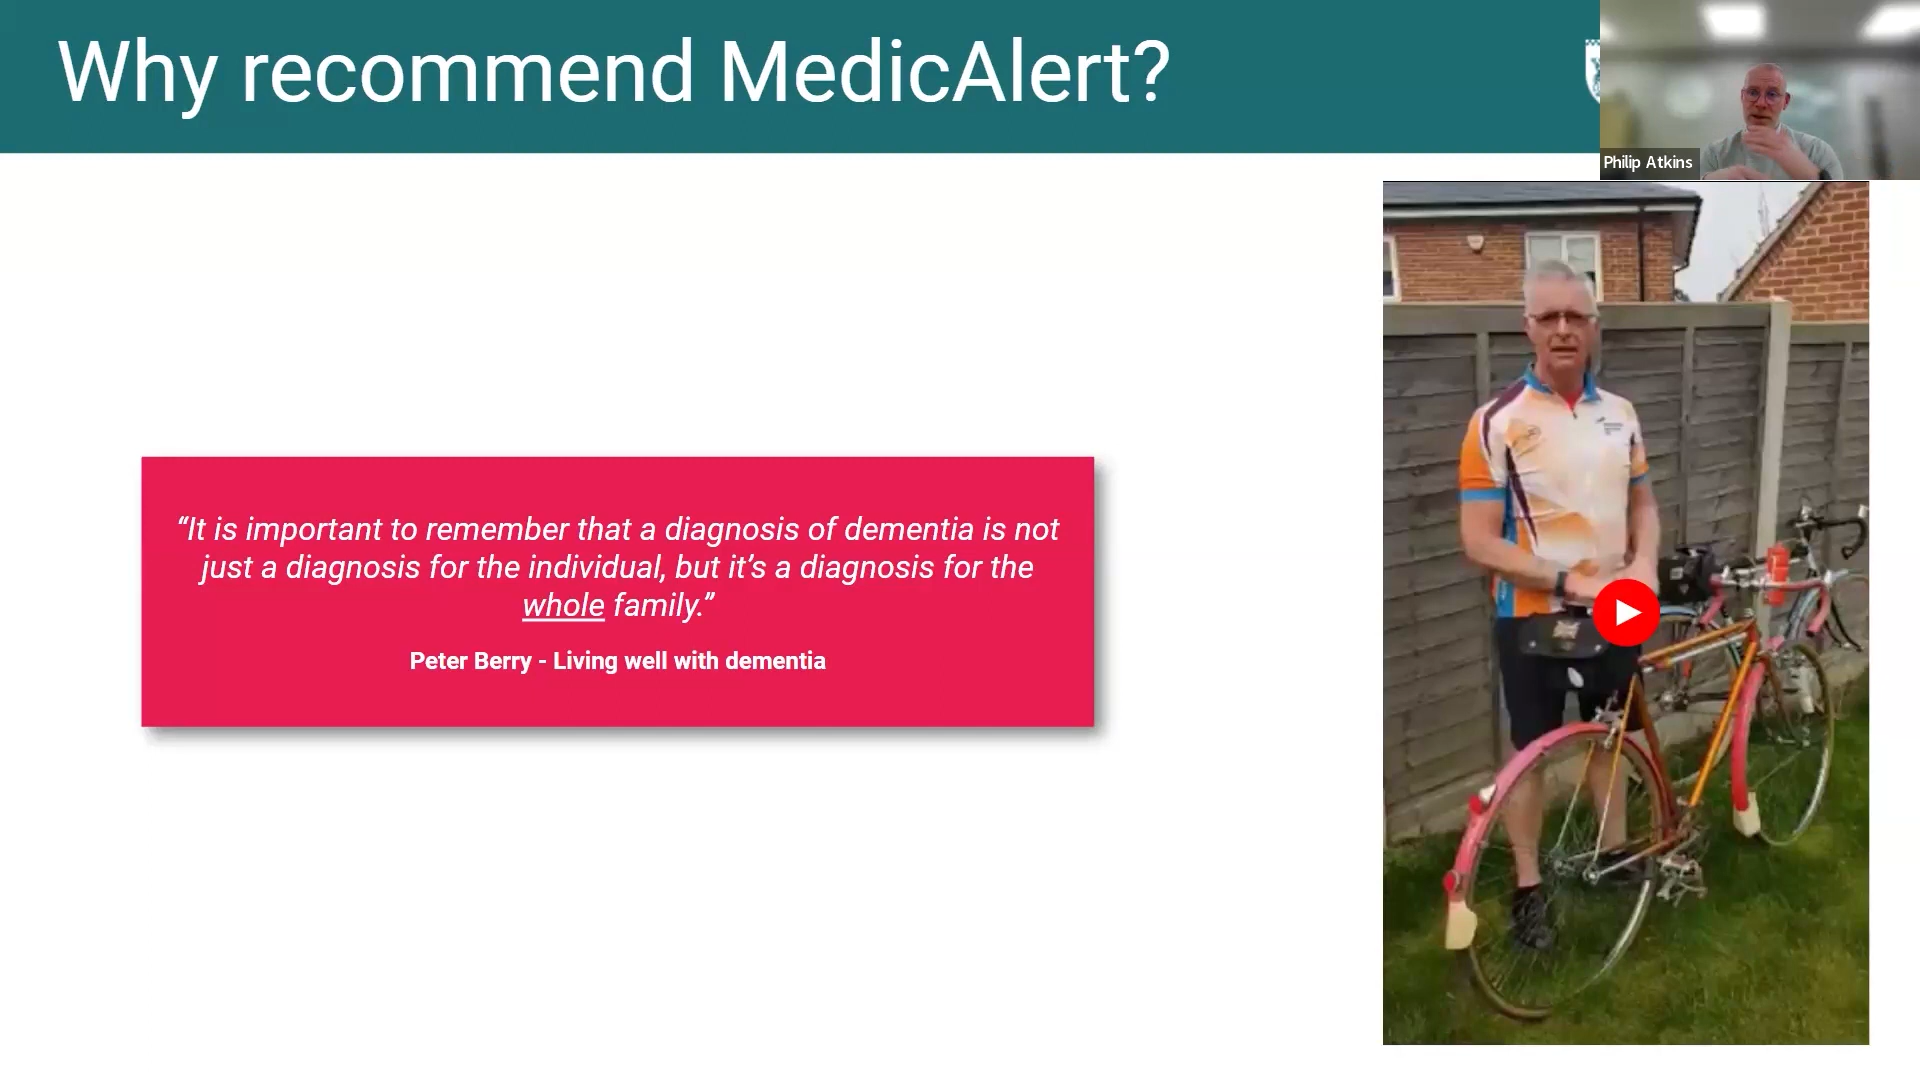 Why recommend MedicAlert?
Philip Atkins
“It is important to remember that a diagnosis of dementia is not
just a diagnosis for the individual, but it’s a diagnosis for the
whole family.”
Peter Berry - Living well with dementia